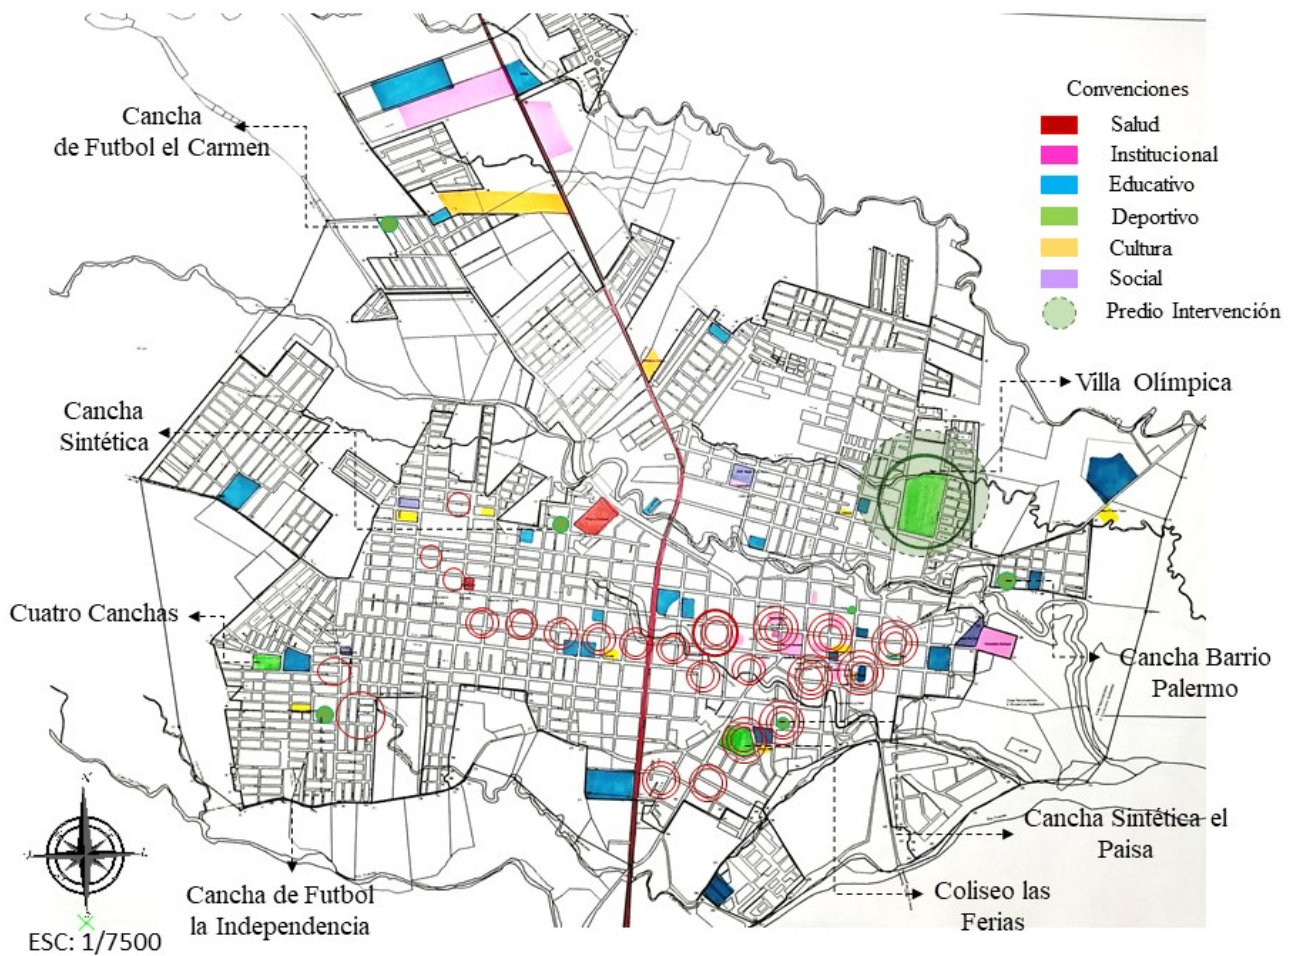 Convenciones
Salud
Institucional
Educativo
Deportivo
Cultura
Social
Predio Intervención
Cancha
de Futbol el Carmen
Villa Olímpica
Cancha
Sintética
Cuatro Canchas
Cancha Barrio
Palermo
Cancha Sintética el
Paisa
Coliseo las
Ferias
Cancha de Futbol
la Independencia
ESC: 1/7500